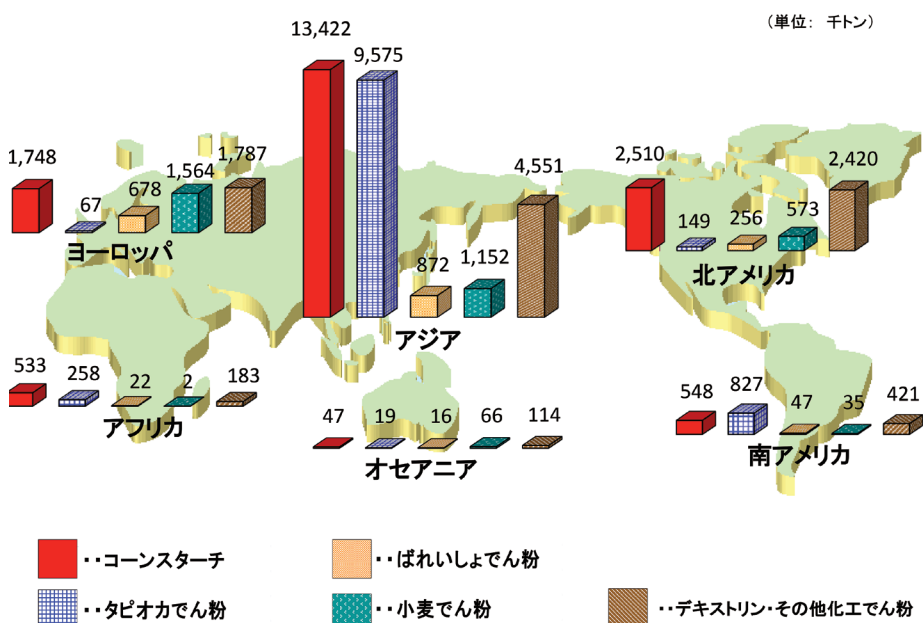 (単位: 千トン)
13,422
9,575
1,748
67
678
1,564
1,787
ヨーロッパ
872
1,152
4,551
アジア
2,510
149
256
573
2,420
北アメリカ
533
258
22
2
183
アフリカ
47
19
16
66
114
オセアニア
548
827
47
35
421
南アメリカ
・・コーンスターチ
・・ばれいしょでん粉
・・タピオカでん粉
・・小麦でん粉
・・デキストリン・その他化工でん粉